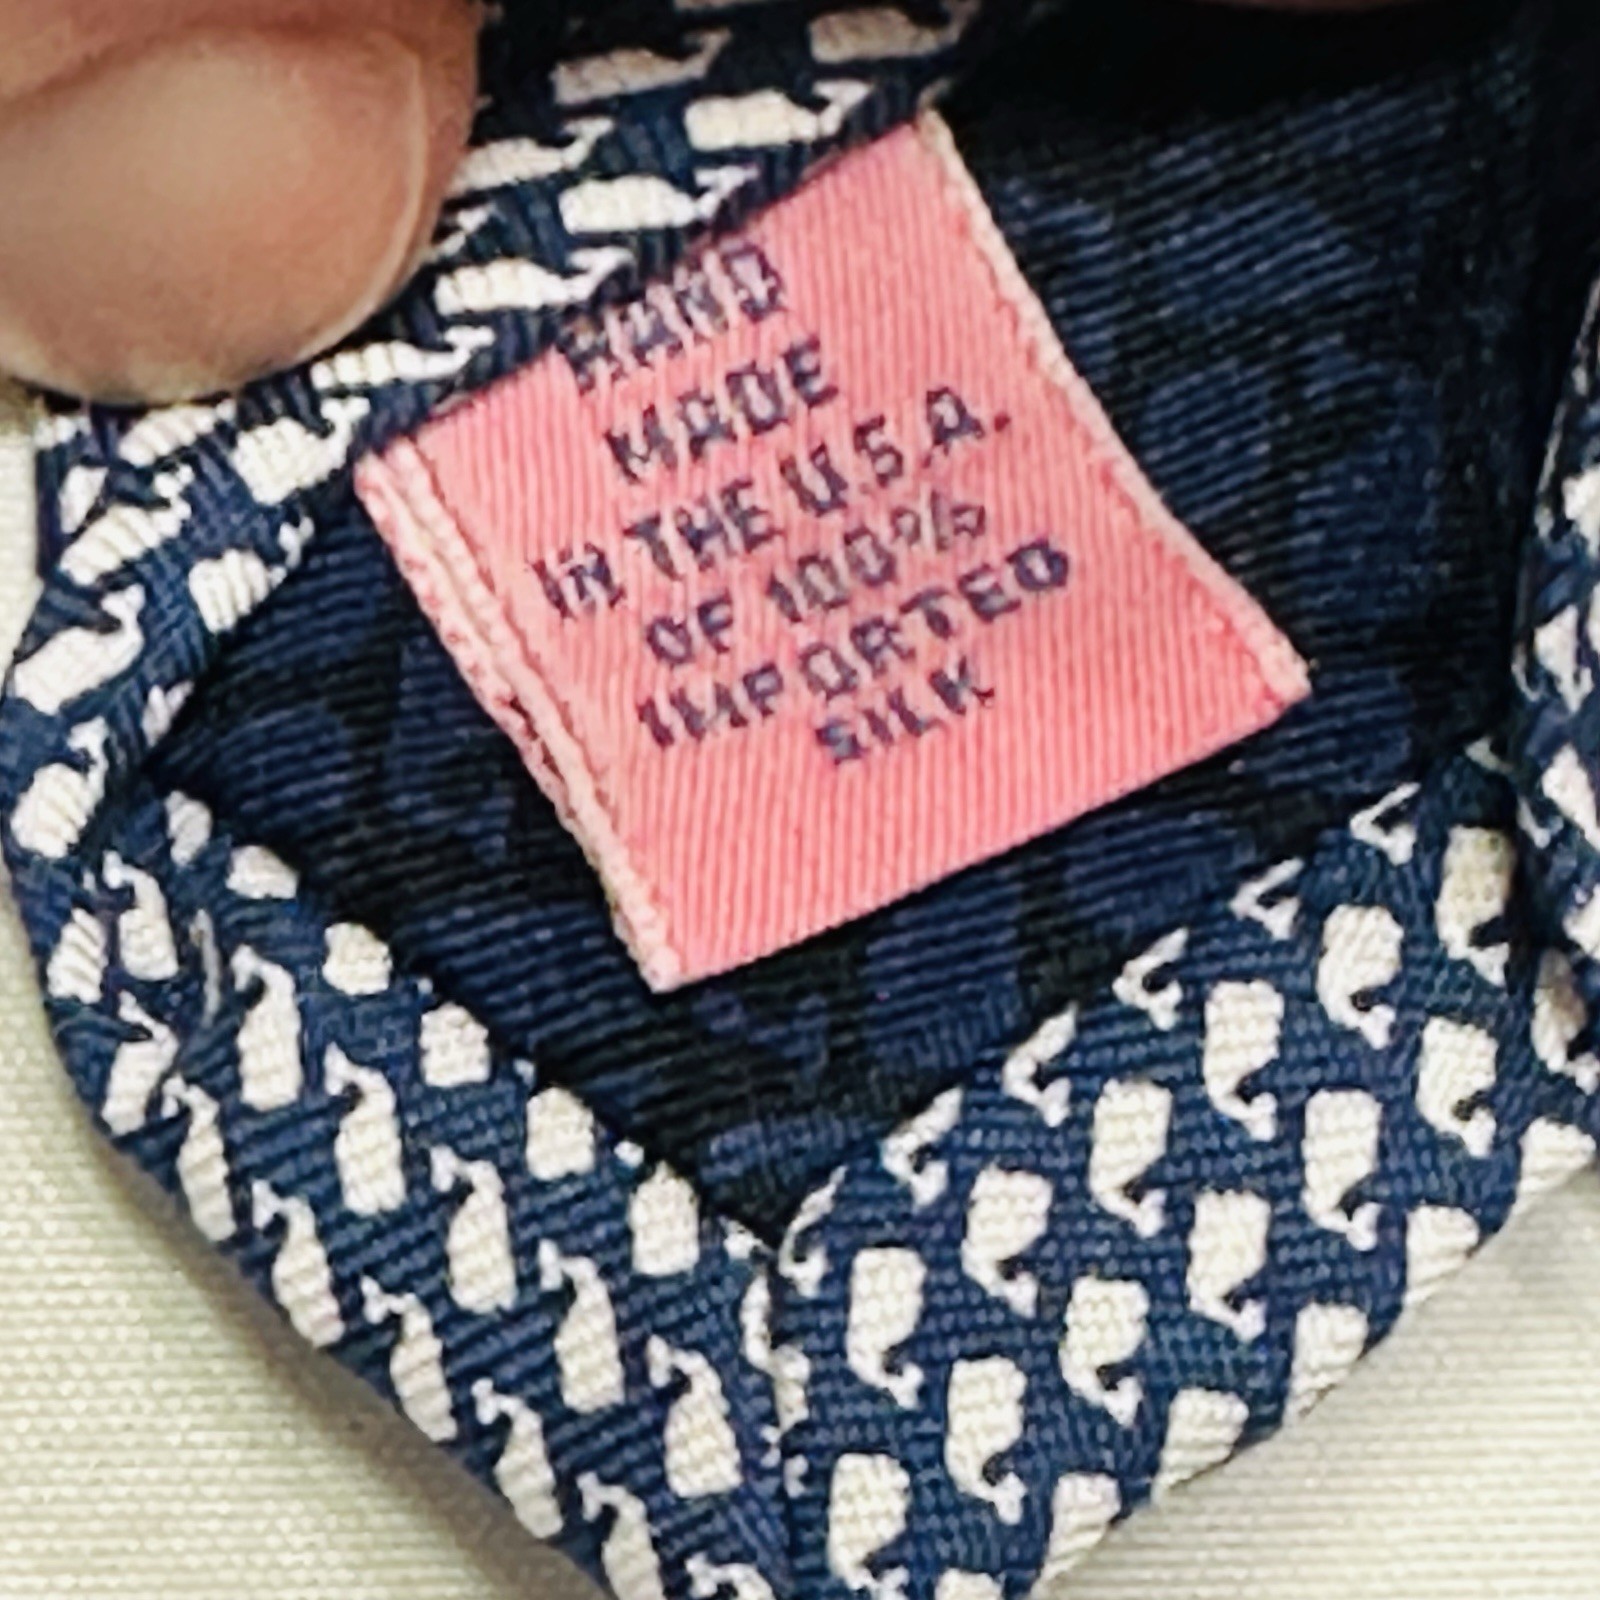 HAND
MADE
IN THE U.S.A.
OF 100%
IMPORTED
SILK